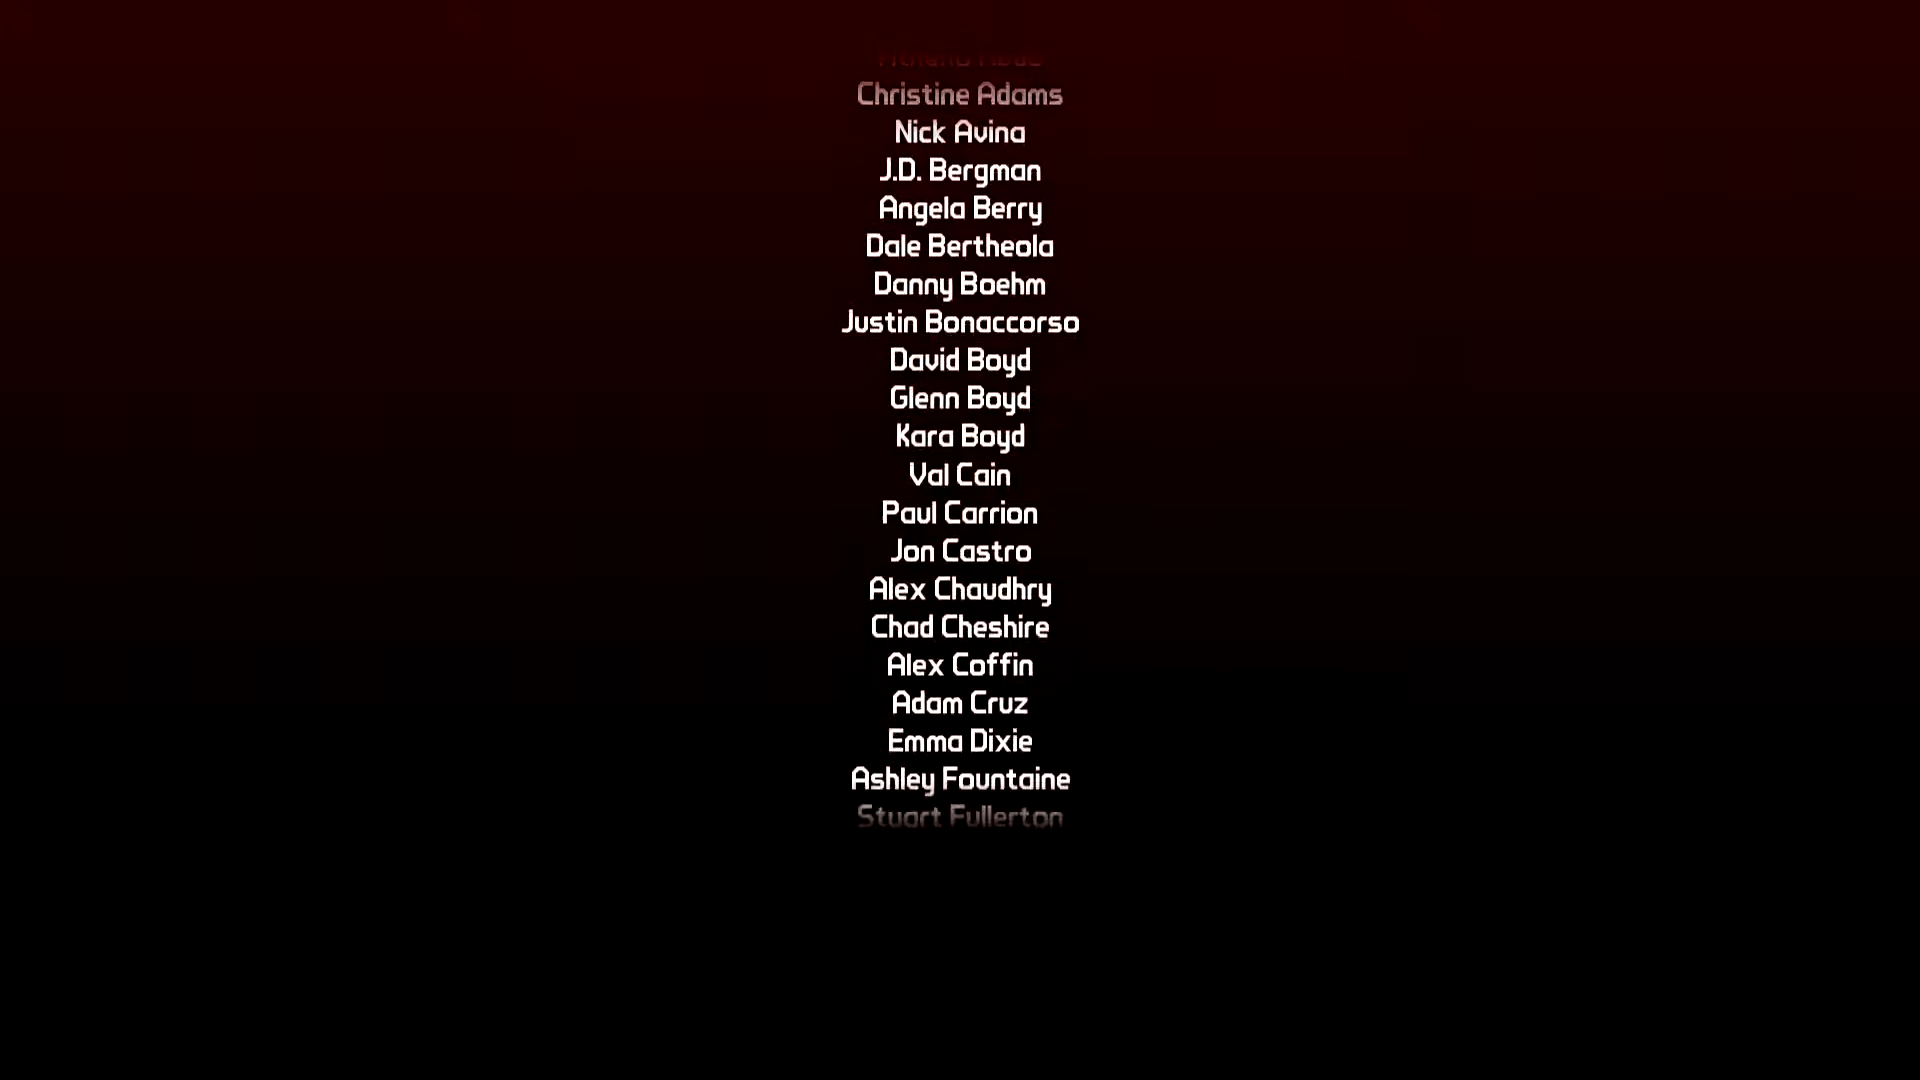 Christine Adams
Nick Avina
J.D. Bergman
Angela Berry
Dale Bertheola
Danny Boehm
Justin Bonaccorso
David Boyd
Glenn Boyd
Kara Boyd
Val Cain
Paul Carrion
Jon Castro
Alex Chaudhry
Chad Cheshire
Alex Coffin
Adam Cruz
Emma Dixie
Ashley Fountaine
Stuart Fullerton